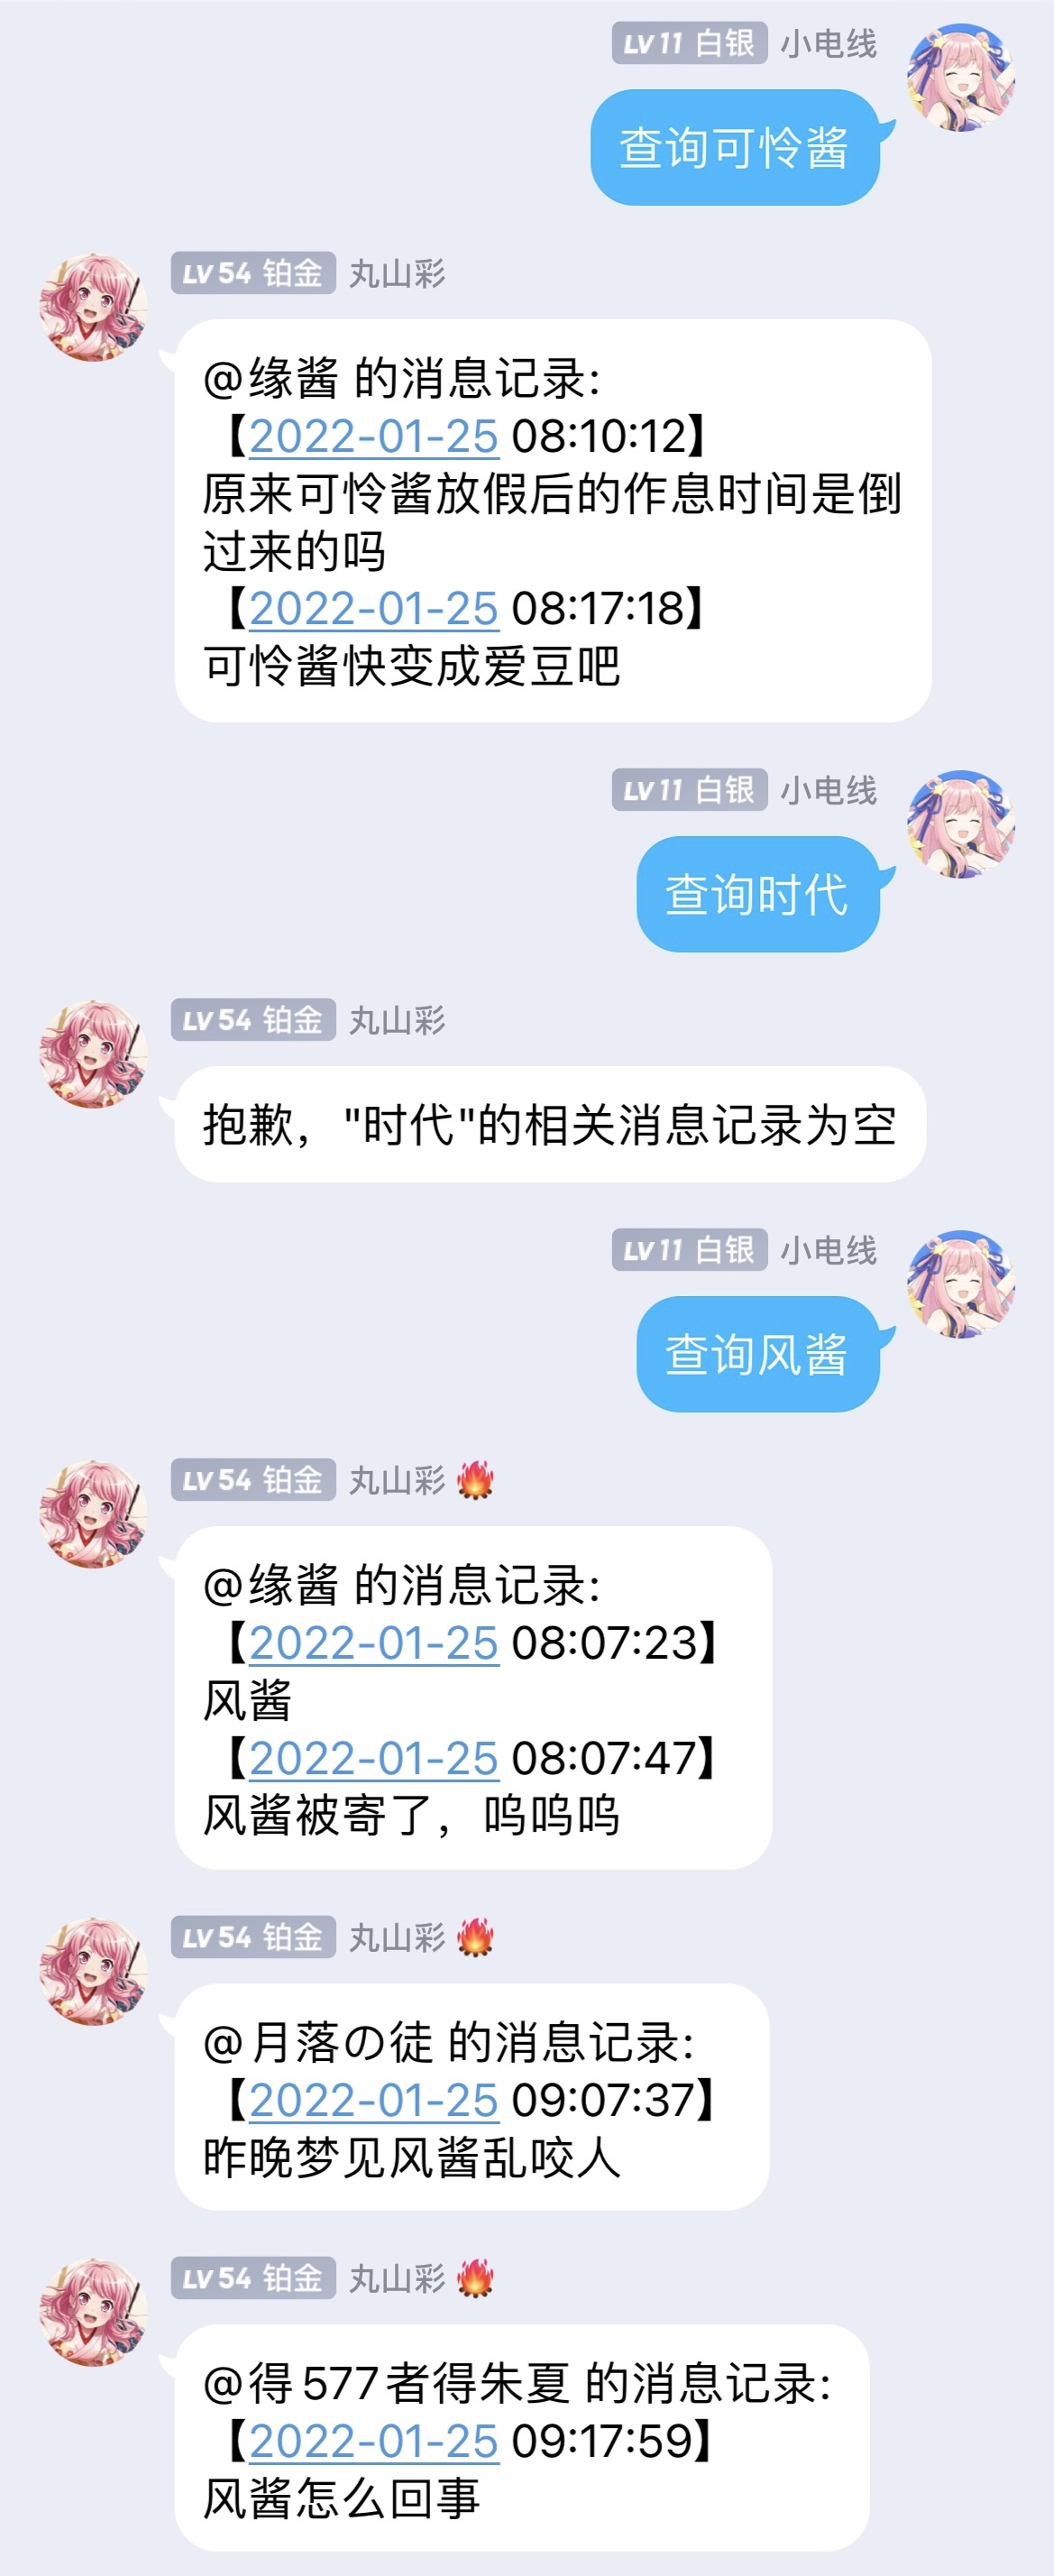 LV 11 白银 小电线
查询可怜酱
LV 54 铂金 丸山彩
@缘酱 的消息记录:
【2022-01-25 08:10:12】
原来可怜酱放假后的作息时间是倒
过来的吗
【2022-01-25 08:17:18】
可怜酱快变成爱豆吧
LV 11 白银 小电线
查询时代
LV 54 铂金 丸山彩
抱歉，"时代"的相关消息记录为空
LV 11 白银 小电线
查询风酱
LV 54 铂金 丸山彩🔥
@缘酱 的消息记录:
【2022-01-25 08:07:23】
风酱
【2022-01-25 08:07:47】
风酱被寄了，呜呜呜
LV 54 铂金 丸山彩🔥
@月落の徒 的消息记录:
【2022-01-25 09:07:37】
昨晚梦见风酱乱咬人
LV 54 铂金 丸山彩🔥
@得577者得朱夏 的消息记录:
【2022-01-25 09:17:59】
风酱怎么回事